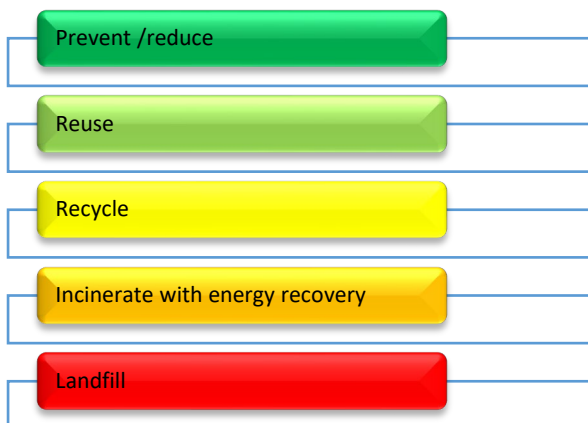 Prevent /reduce
Reuse
Recycle
Incinerate with energy recovery
Landfill